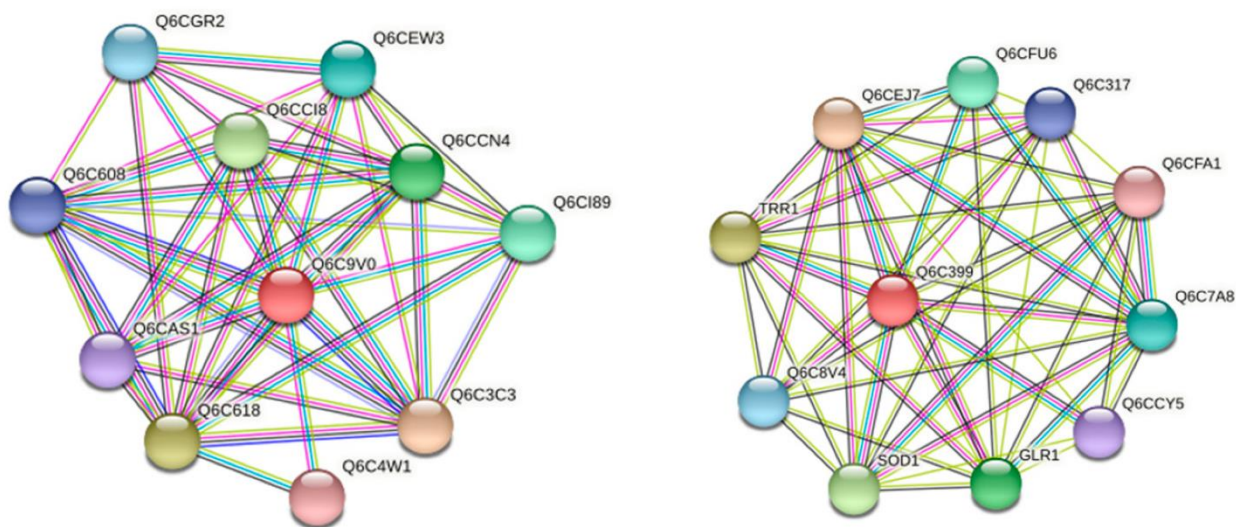 Q6CGR2
Q6CEW3
Q6CCI8
Q6CCN4
Q6C608
Q6CI89
Q6C9V0
Q6CAS1
Q6C3C3
Q6C618
Q6C4W1
Q6CFU6
Q6C317
Q6CEJ7
Q6CFA1
TRR1
Q6C399
Q6C7A8
Q6C8V4
Q6CCY5
SOD1
GLR1